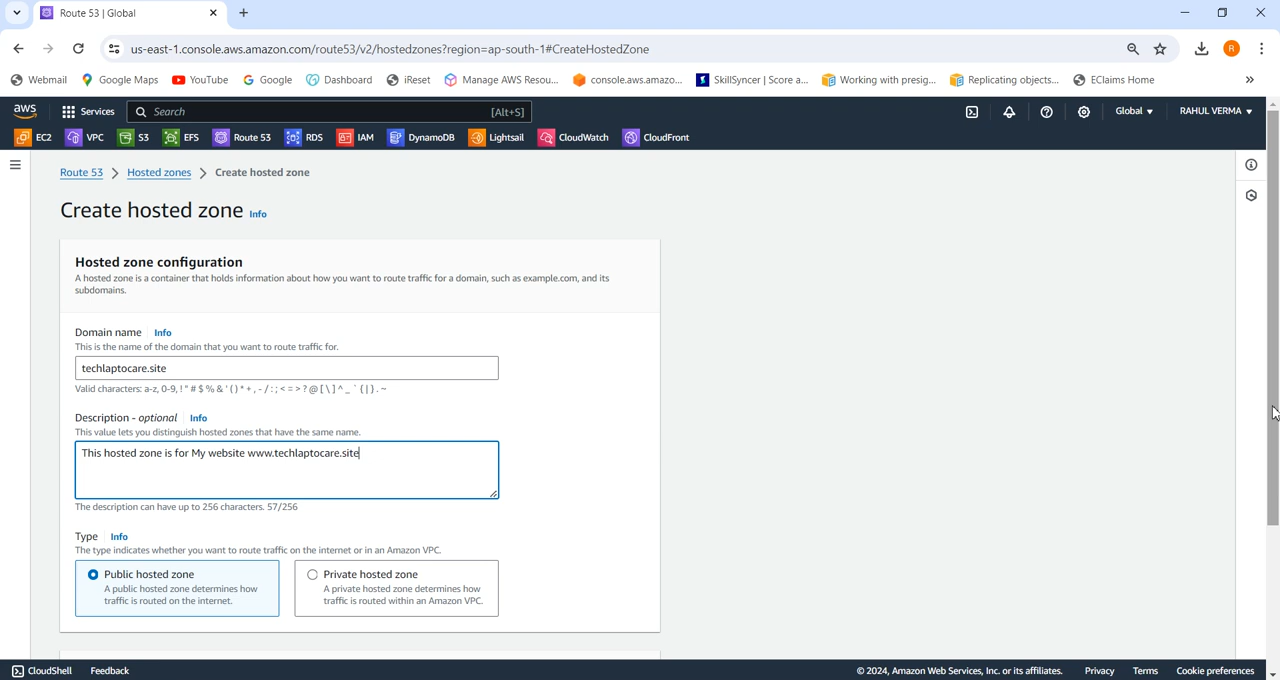 Route 53 | Global
us-east-1.console.aws.amazon.com/route53/v2/hostedzones?region=ap-south-1#CreateHostedZone
R
Webmail Google Maps YouTube Google Dashboard iReset Manage AWS Resou... console.aws.amazo... SkillSyncer | Score a... Working with presig... Replicating objects... EClaims Home »
aws Services Search [Alt+S] Global RAHUL VERMA
EC2 VPC S3 EFS Route 53 RDS IAM DynamoDB Lightsail CloudWatch CloudFront
Route 53 Hosted zones Create hosted zone
Create hosted zone Info
Hosted zone configuration
A hosted zone is a container that holds information about how you want to route traffic for a domain, such as example.com, and its
subdomains.
Domain name Info
This is the name of the domain that you want to route traffic for.
techlaptocare.site
Valid characters: a-z, 0-9, ! " # $ % & ' ( ) * + , - / : ; < = > ? @ [ \ ] ^ _ ` { | } . ~
Description - optional Info
This value lets you distinguish hosted zones that have the same name.
This hosted zone is for My website www.techlaptocare.site
The description can have up to 256 characters. 57/256
Type Info
The type indicates whether you want to route traffic on the internet or in an Amazon VPC.
Public hosted zone Private hosted zone
A public hosted zone determines how A private hosted zone determines how
traffic is routed on the internet. traffic is routed within an Amazon VPC.
CloudShell Feedback © 2024, Amazon Web Services, Inc. or its affiliates. Privacy Terms Cookie preferences